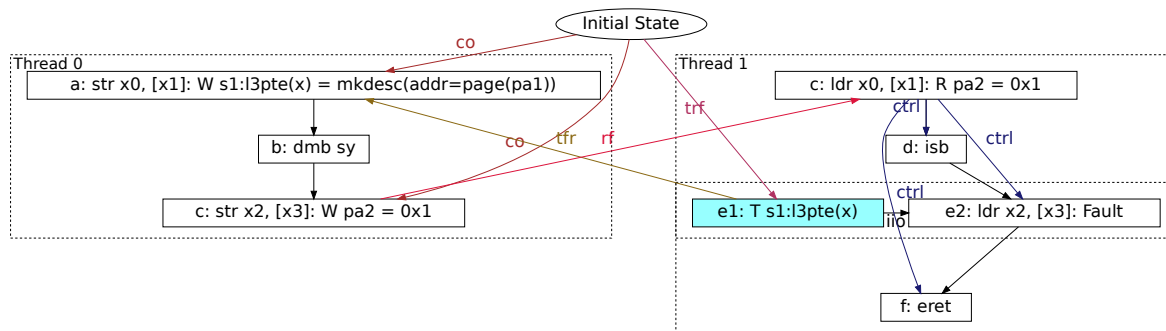 Initial State
Thread 0
Thread 1
co
a: str x0, [x1]: W s1:l3pte(x) = mkdesc(addr=page(pa1))
c: ldr x0, [x1]: R pa2 = 0x1
trf
ctrl
b: dmb sy
co
tfr
rf
ctrl
d: isb
c: str x2, [x3]: W pa2 = 0x1
e1: T s1:l3pte(x)
ctrl
iio
e2: ldr x2, [x3]: Fault
f: eret